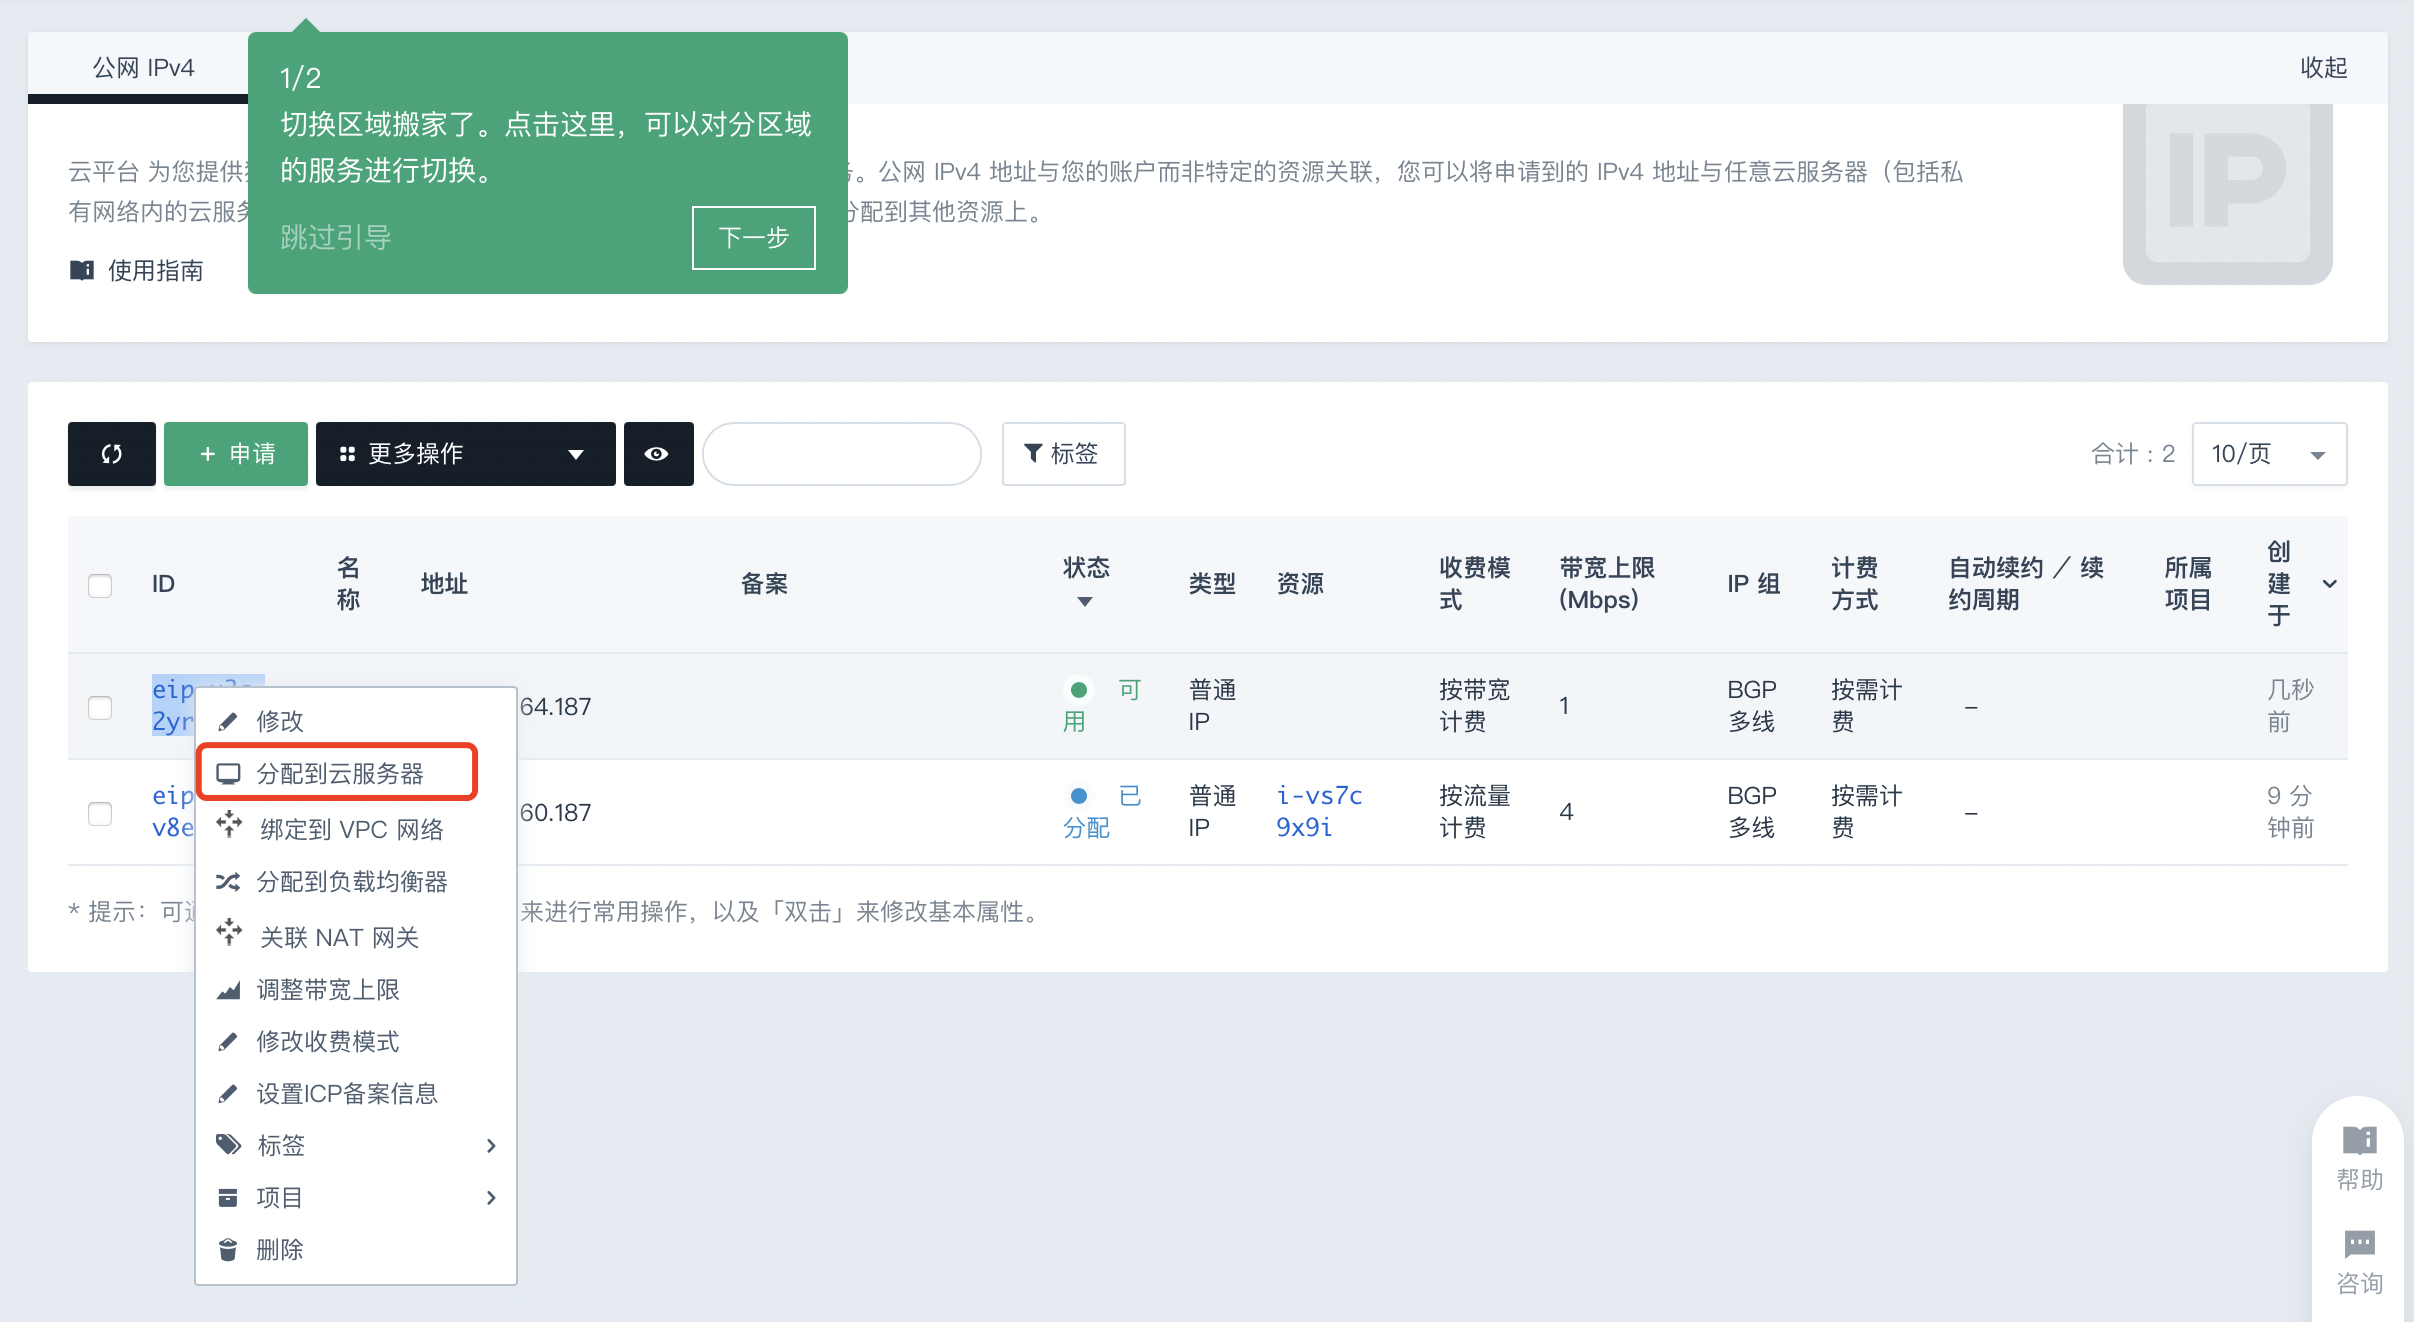 公网 IPv4
收起
1/2
切换区域搬家了。点击这里，可以对分区域
的服务进行切换。
跳过引导
下一步
云平台 为您提供
。公网 IPv4 地址与您的账户而非特定的资源关联，您可以将申请到的 IPv4 地址与任意云服务器（包括私
有网络内的云服务
分配到其他资源上。
使用指南
IP
+ 申请
更多操作
标签
合计：2
10/页
ID
名称
地址
备案
状态
类型
资源
收费模式
带宽上限
(Mbps)
IP 组
计费方式
自动续约 ／ 续约周期
所属项目
创建于
eip
2yr
64.187
可用
普通
IP
按带宽
计费
1
BGP
多线
按需计
费
–
几秒
前
eip
v8e
60.187
已分配
普通
IP
i-vs7c
9x9i
按流量
计费
4
BGP
多线
按需计
费
–
9 分
钟前
* 提示：可
来进行常用操作，以及「双击」来修改基本属性。
修改
分配到云服务器
绑定到 VPC 网络
分配到负载均衡器
关联 NAT 网关
调整带宽上限
修改收费模式
设置ICP备案信息
标签
项目
删除
帮助
咨询